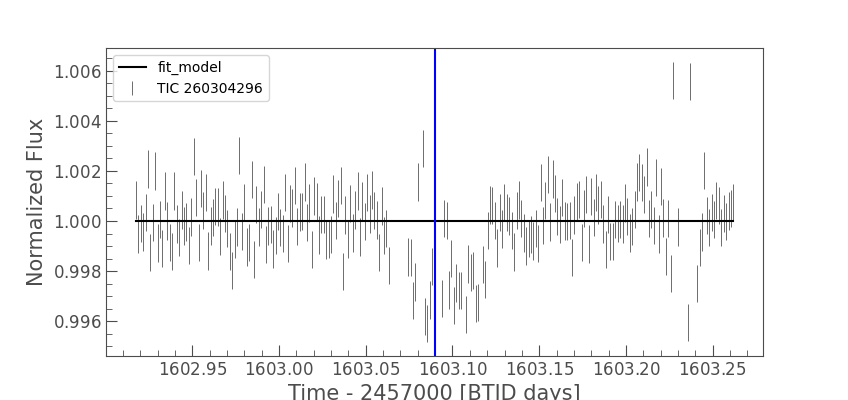 fit_model
TIC 260304296
Normalized Flux
1.006
1.004
1.002
1.000
0.998
0.996
1602.95 1603.00 1603.05 1603.10 1603.15 1603.20 1603.25
Time - 2457000 [BTJD days]